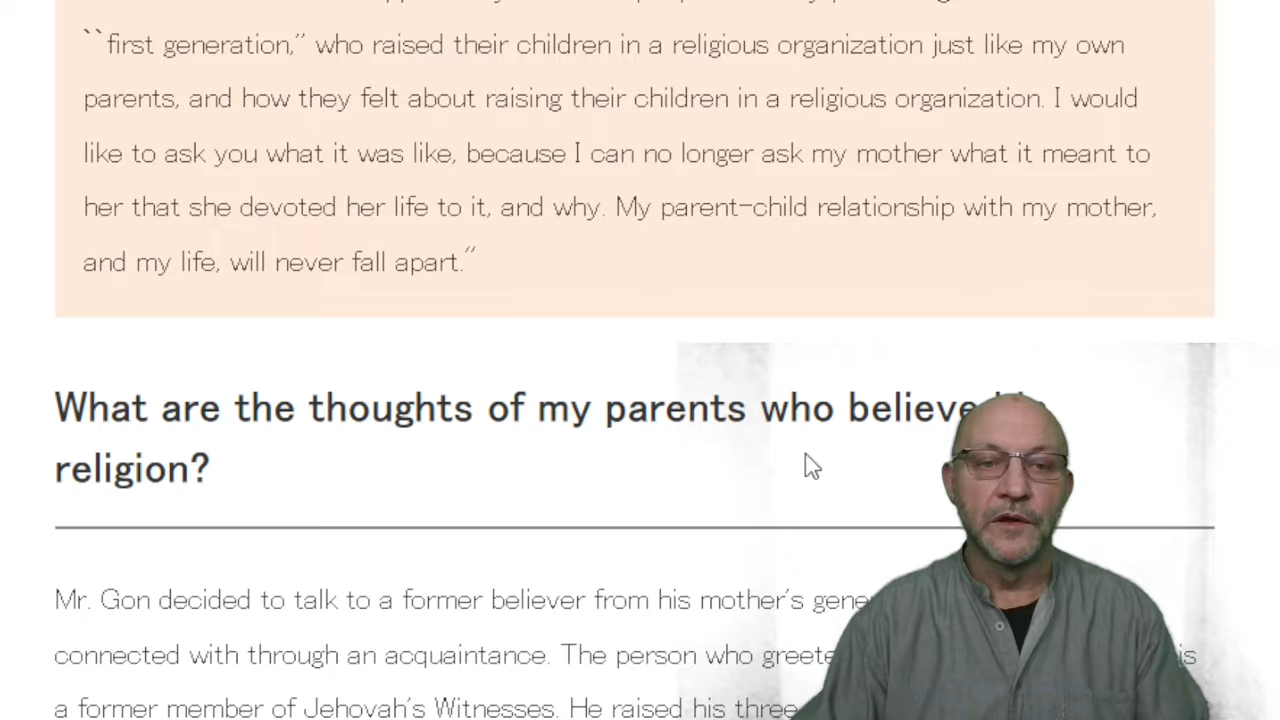 ``first generation,'' who raised their children in a religious organization just like my own
parents, and how they felt about raising their children in a religious organization. I would
like to ask you what it was like, because I can no longer ask my mother what it meant to
her that she devoted her life to it, and why. My parent-child relationship with my mother,
and my life, will never fall apart.''
What are the thoughts of my parents who believe
religion?
Mr. Gon decided to talk to a former believer from his mother's
connected with through an acquaintance. The person who is
a former member of Jehovah's Witnesses. He raised his three